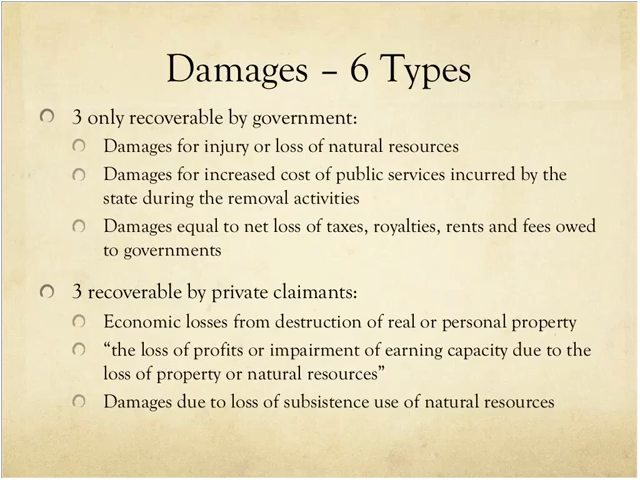 Damages – 6 Types
3 only recoverable by government:
Damages for injury or loss of natural resources
Damages for increased cost of public services incurred by the
state during the removal activities
Damages equal to net loss of taxes, royalties, rents and fees owed
to governments
3 recoverable by private claimants:
Economic losses from destruction of real or personal property
“the loss of profits or impairment of earning capacity due to the
loss of property or natural resources”
Damages due to loss of subsistence use of natural resources